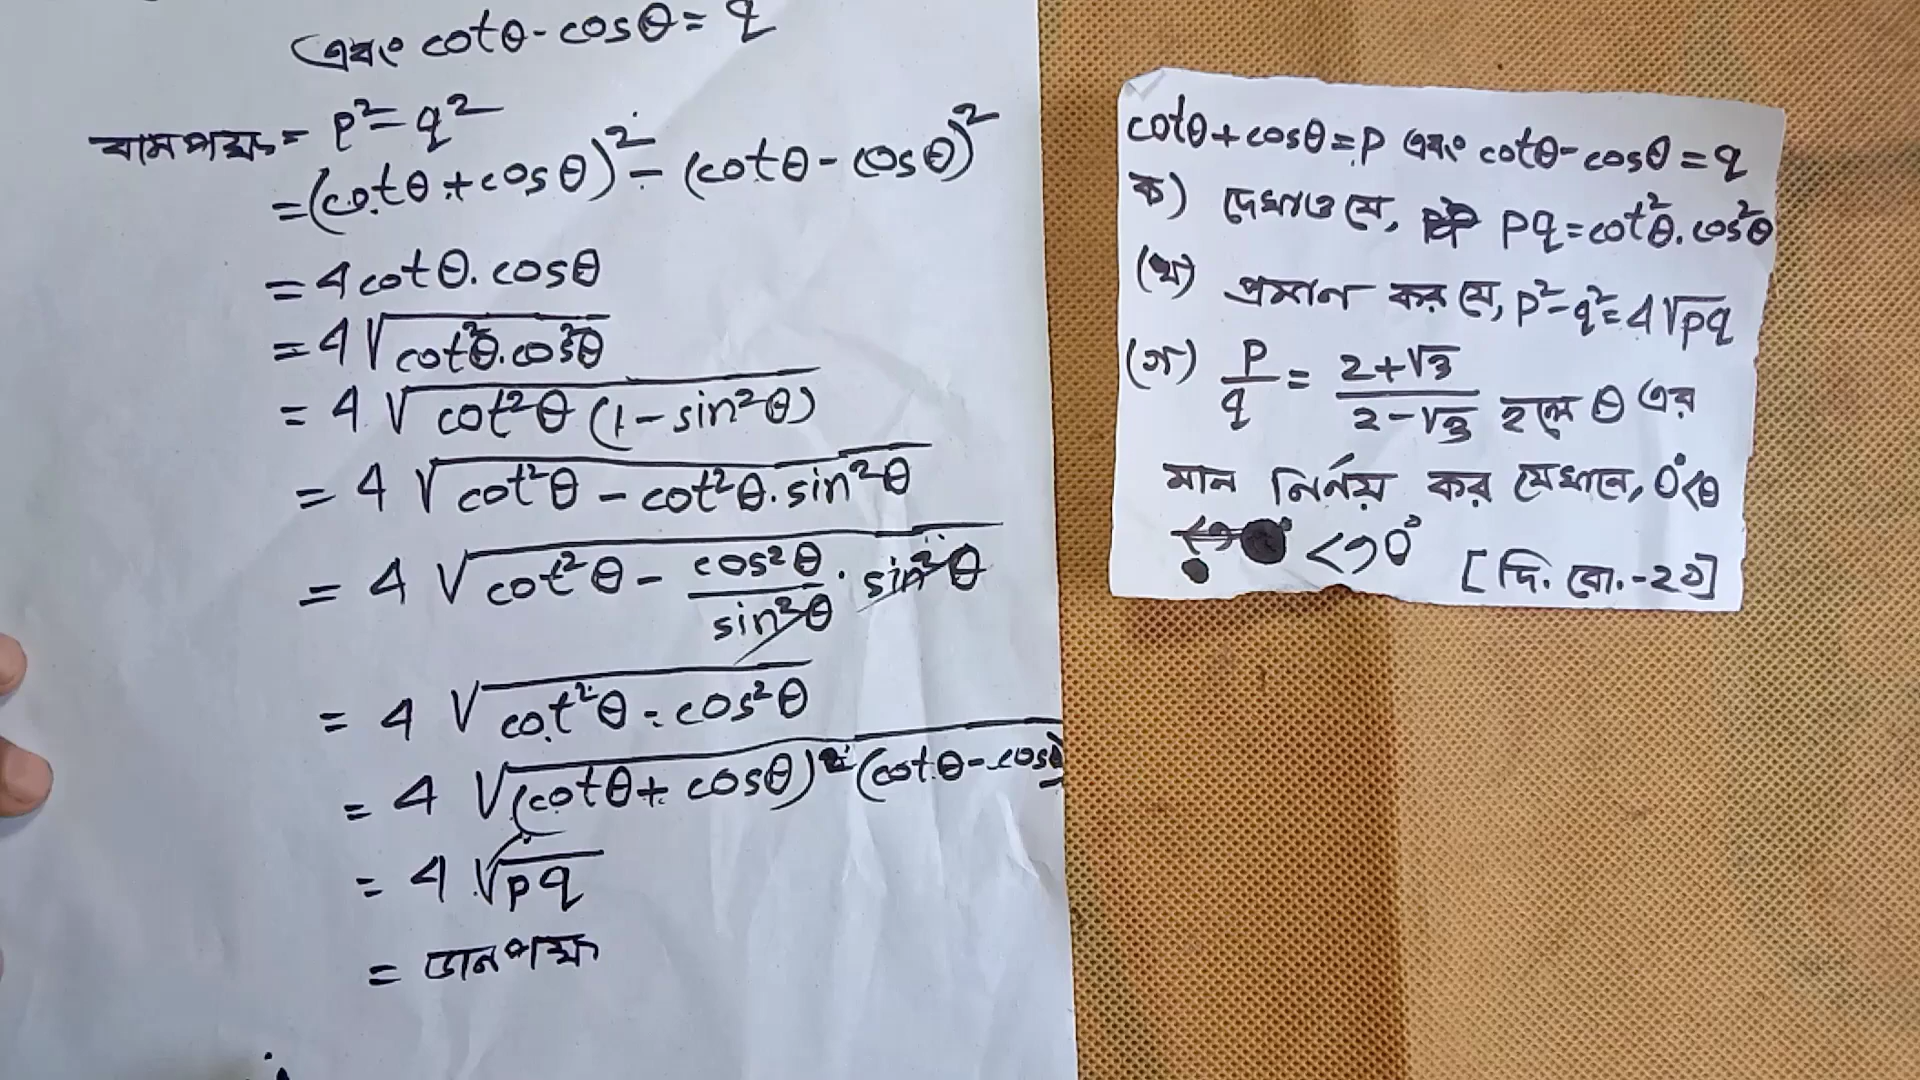 এবং cotθ - cosθ = q
বামপক্ষ = p² - q²
= (cotθ + cosθ)² - (cotθ - cosθ)²
= 4 cotθ. cosθ
= 4 √cot²θ. cos²θ
= 4 √cot²θ (1 - sin²θ)
= 4 √cot²θ - cot²θ. sin²θ
= 4 √cot²θ - cos²θ/sin²θ . sin²θ
= 4 √cot²θ - cos²θ
= 4 √(cotθ + cosθ) (cotθ - cosθ)
= 4 √pq
= ডানপক্ষ
cotθ + cosθ = p এবং cotθ - cosθ = q
ক) দেখাও যে, pq = cot²θ. cos²θ
(খ) প্রমান কর যে, p² - q² = 4√pq
(গ) p/q = 2+√3/2-√3 হলে θ এর
মান নির্নয় কর যেখানে, 0° < θ
< 90° [দি. বো. -20]